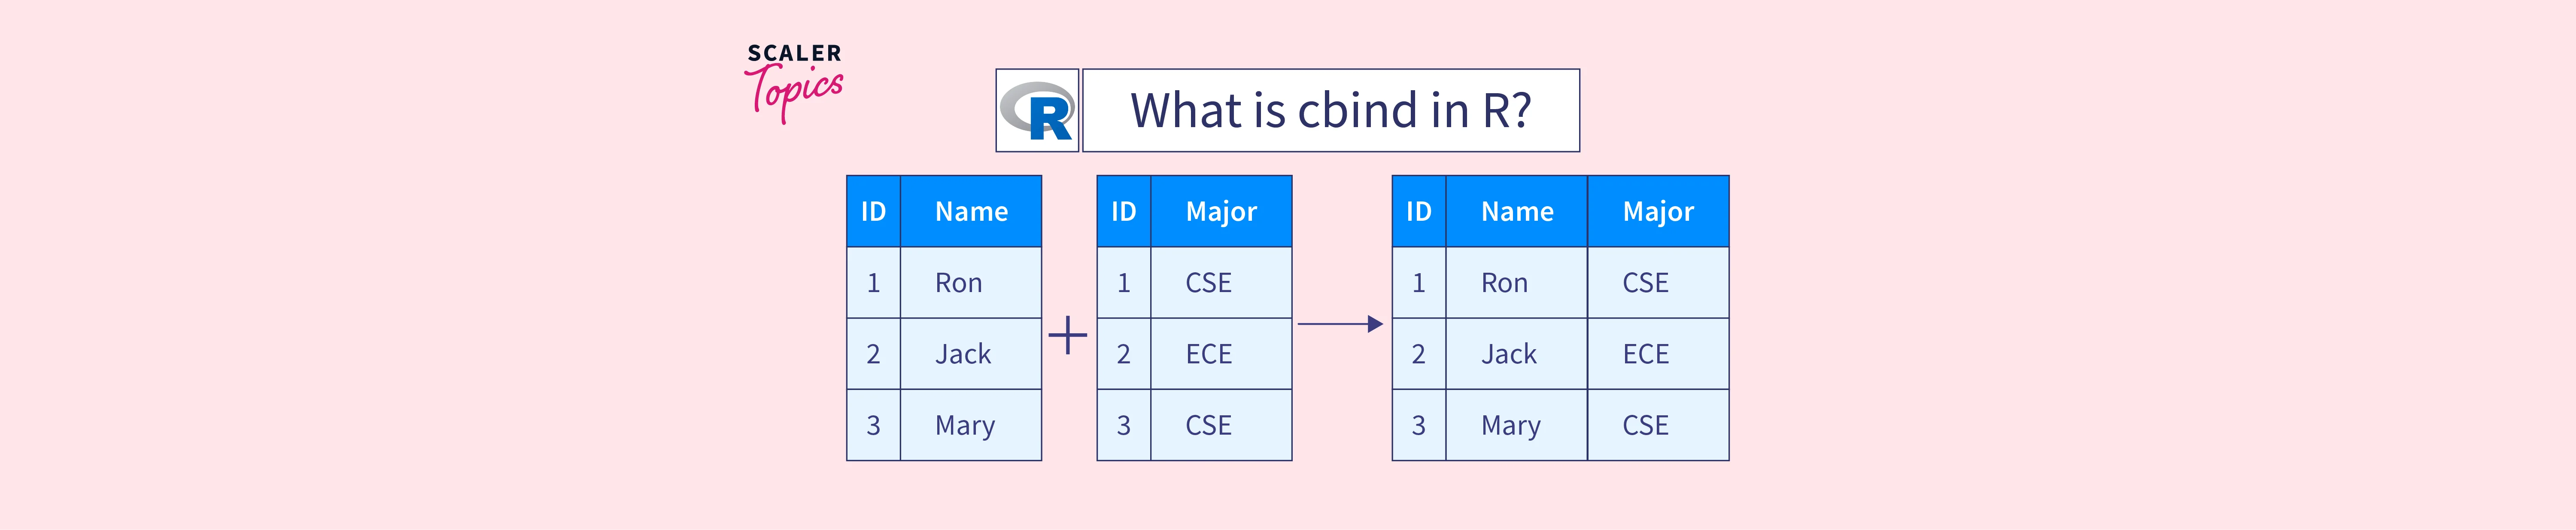 SCALER
Topics
R What is cbind in R?
ID Name ID Major ID Name Major
1 Ron 1 CSE 1 Ron CSE
+
2 Jack 2 ECE 2 Jack ECE
3 Mary 3 CSE 3 Mary CSE